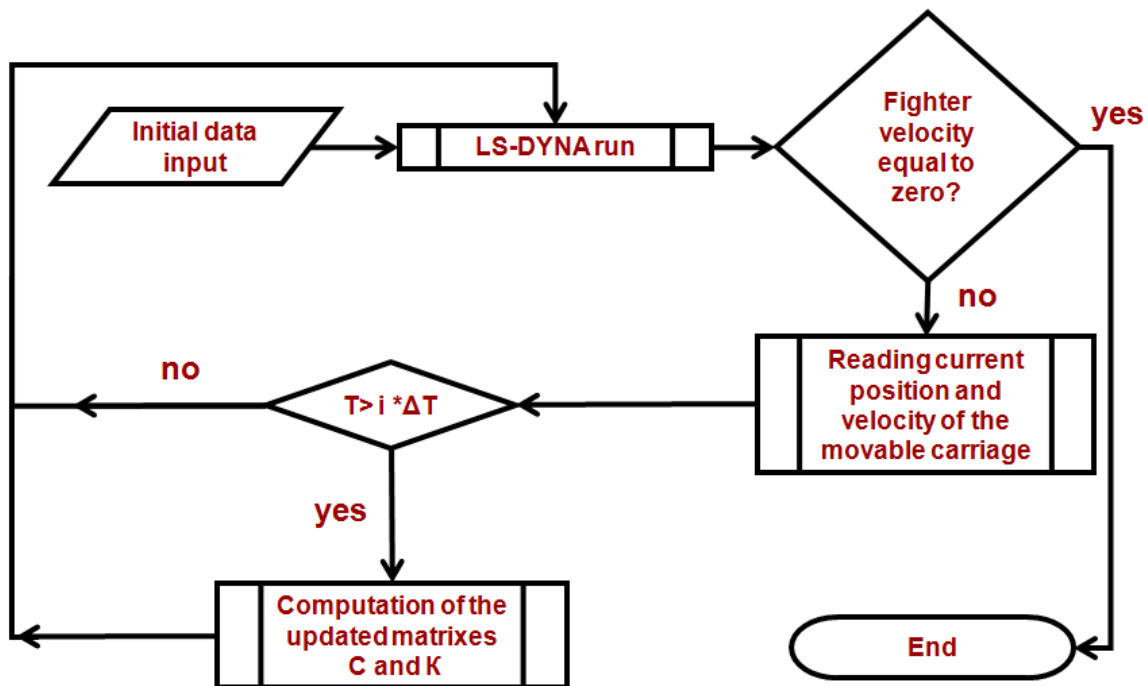 Initial data
input
LS-DYNA run
Fighter
velocity
equal to
zero?
yes
no
Reading current
position and
velocity of the
movable carriage
T> i *ΔT
no
yes
Computation of the
updated matrixes
C and K
End